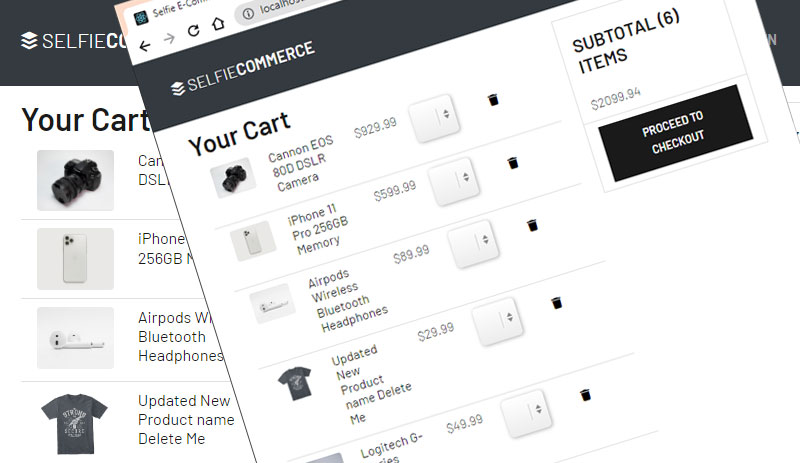 SELFIECO
Your Cart
Can
DSL
iPhone
256GB
Airpods Wi
Bluetooth
Headphones
Updated New
Product name
Delete Me
Selfie E-Com
localhost
SELFIECOMMERCE
Your Cart
Cannon EOS
80D DSLR
Camera
$929.99
iPhone 11
Pro 256GB
Memory
$599.99
Airpods
Wireless
Bluetooth
Headphones
$89.99
Updated
New
Product
name Delete
Me
$29.99
Logitech G-
ries
$49.99
SUBTOTAL (6)
ITEMS
$2099.94
PROCEED TO
CHECKOUT
N